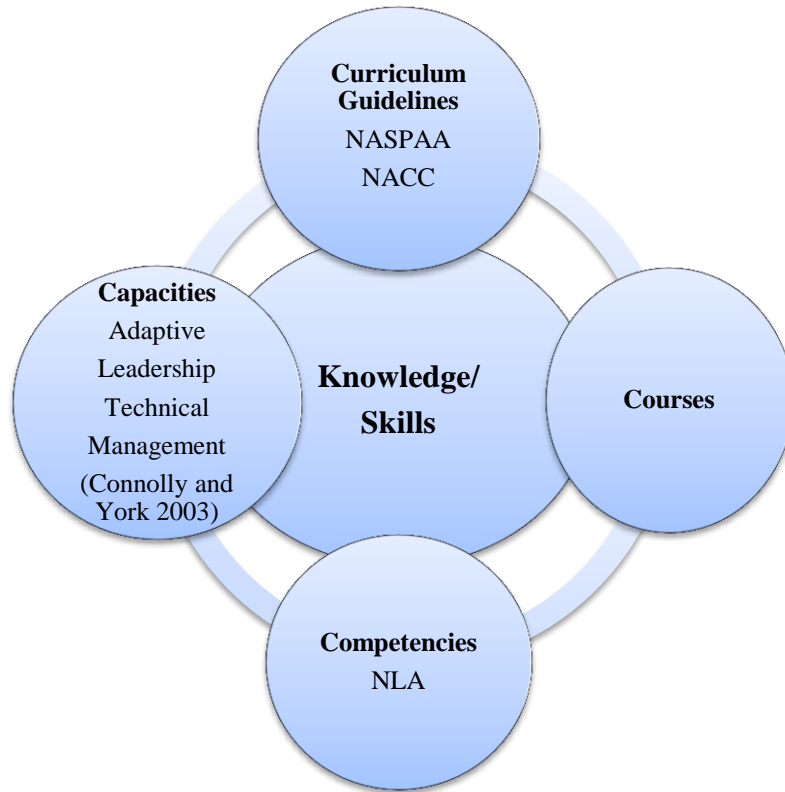 Curriculum
Guidelines
NASPAA
NACC
Capacities
Adaptive
Leadership
Technical
Management
(Connolly and
York 2003)
Knowledge/
Skills
Courses
Competencies
NLA